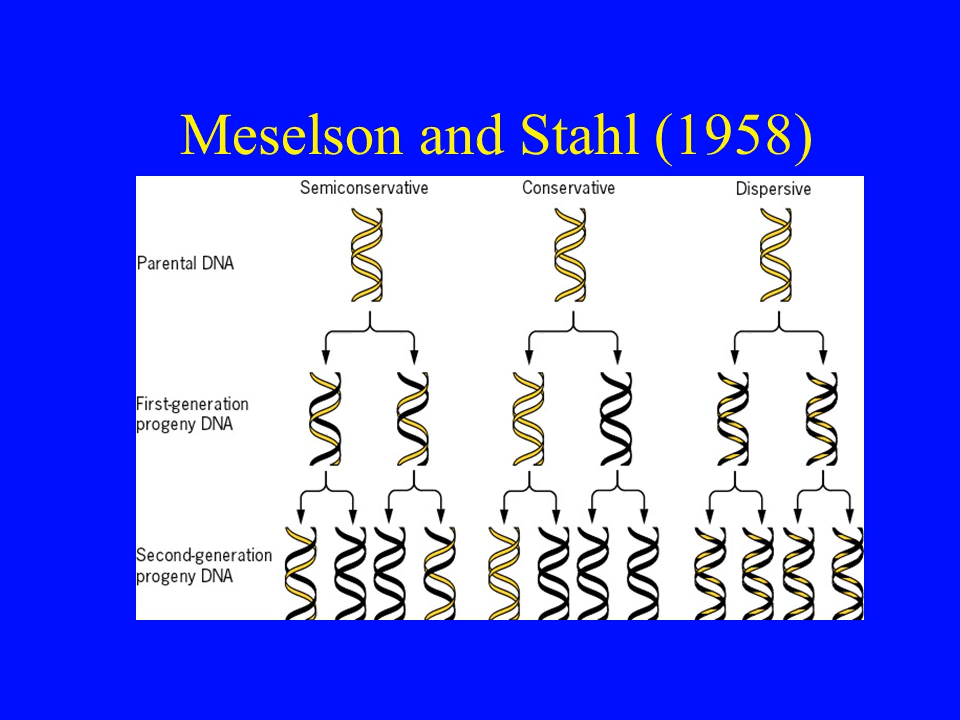 Meselson and Stahl (1958)
Semiconservative
Conservative
Dispersive
Parental DNA
First-generation
progeny DNA
Second-generation
progeny DNA